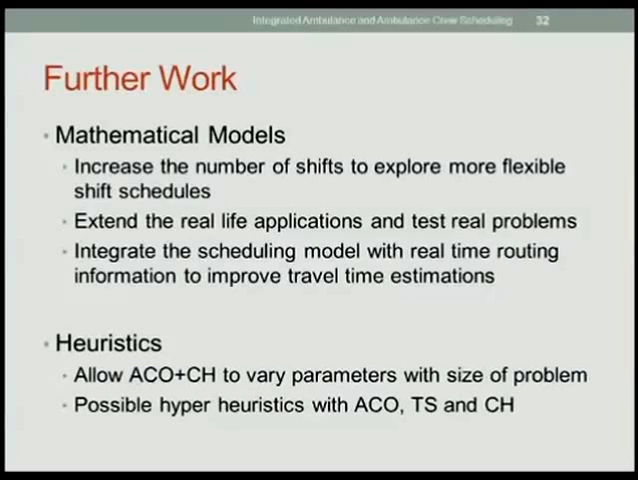 Integrated Ambulance and Ambulance Crew Scheduling 32
Further Work
Mathematical Models
Increase the number of shifts to explore more flexible
shift schedules
Extend the real life applications and test real problems
Integrate the scheduling model with real time routing
information to improve travel time estimations
Heuristics
Allow ACO+CH to vary parameters with size of problem
Possible hyper heuristics with ACO, TS and CH